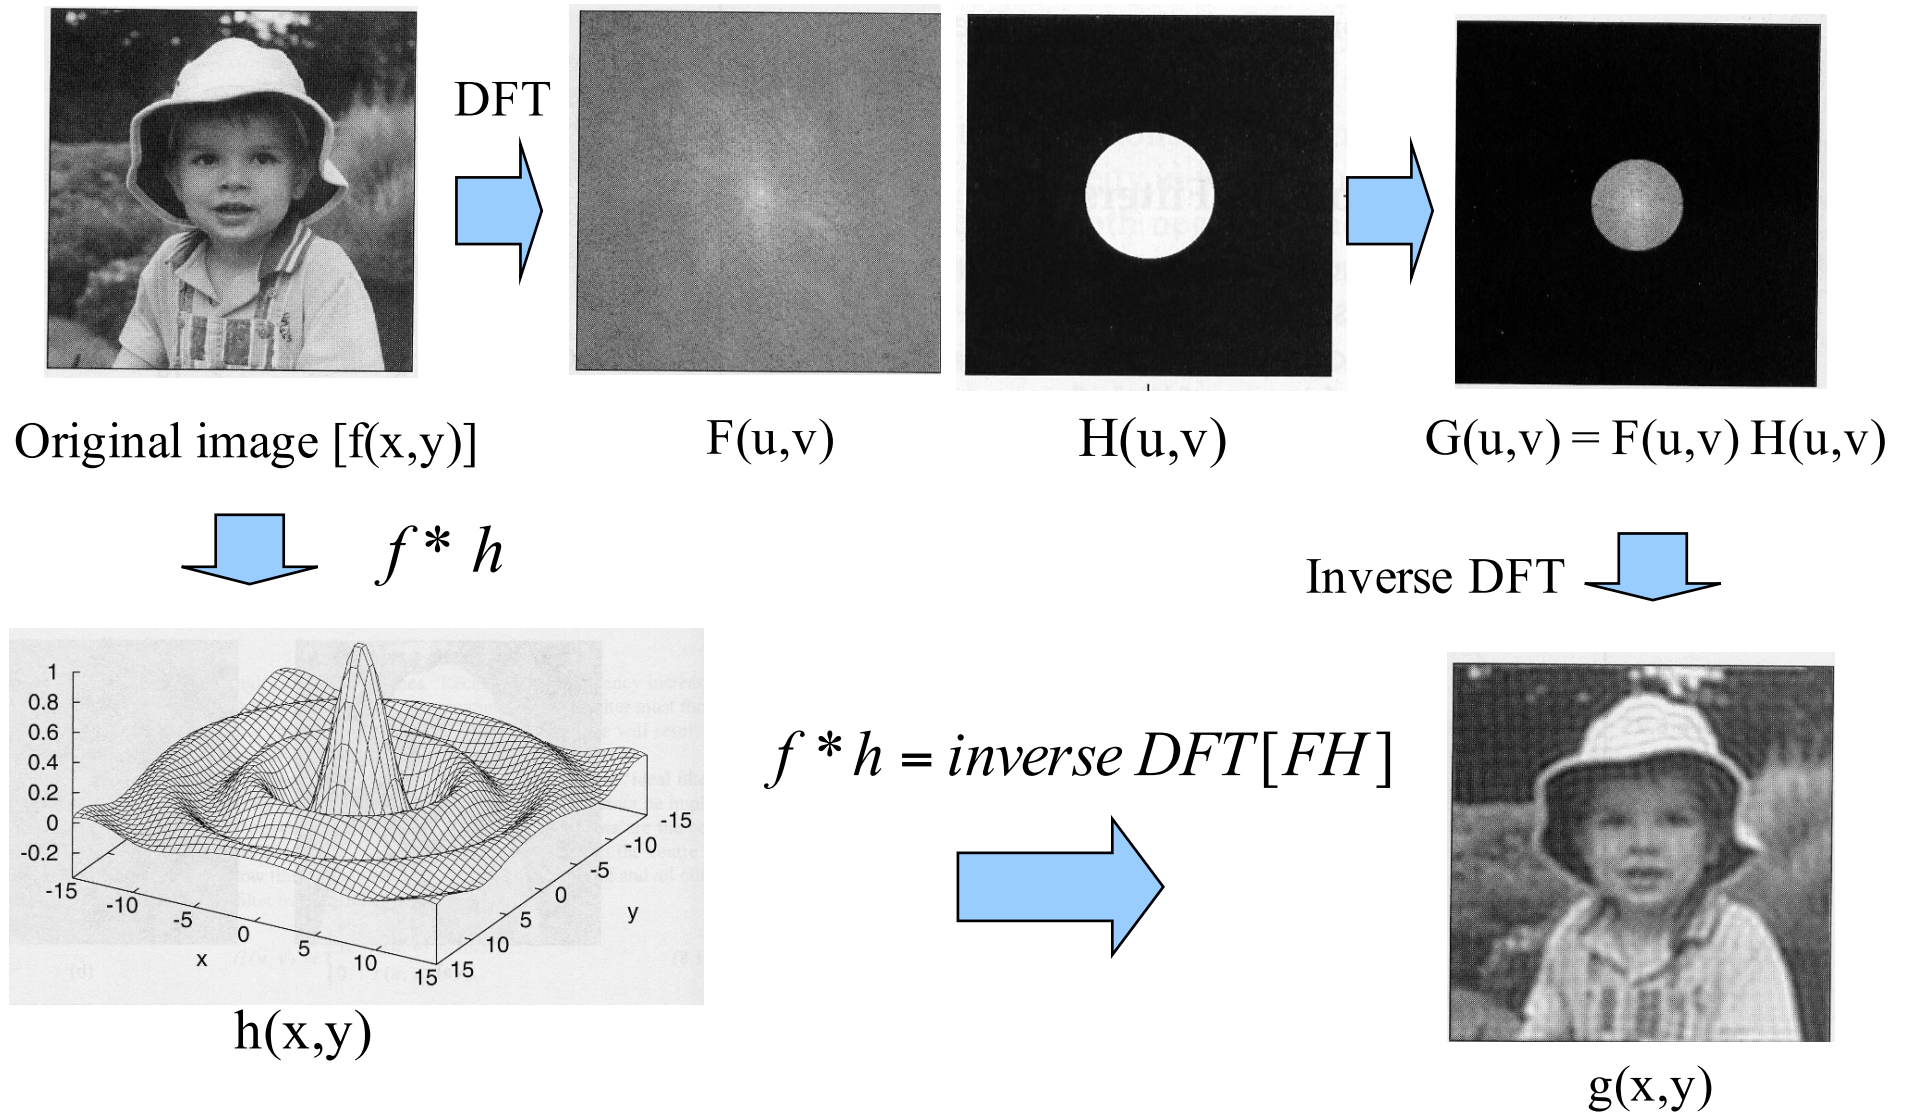 DFT
Original image [f(x,y)]
F(u,v)
H(u,v)
G(u,v) = F(u,v) H(u,v)
f * h
Inverse DFT
1
0.8
0.6
0.4
0.2
0
-0.2
-15
-10
-5
0
5
10
15
x
-15
-10
-5
0
5
10
15
y
h(x,y)
f * h = inverse DFT[FH]
g(x,y)